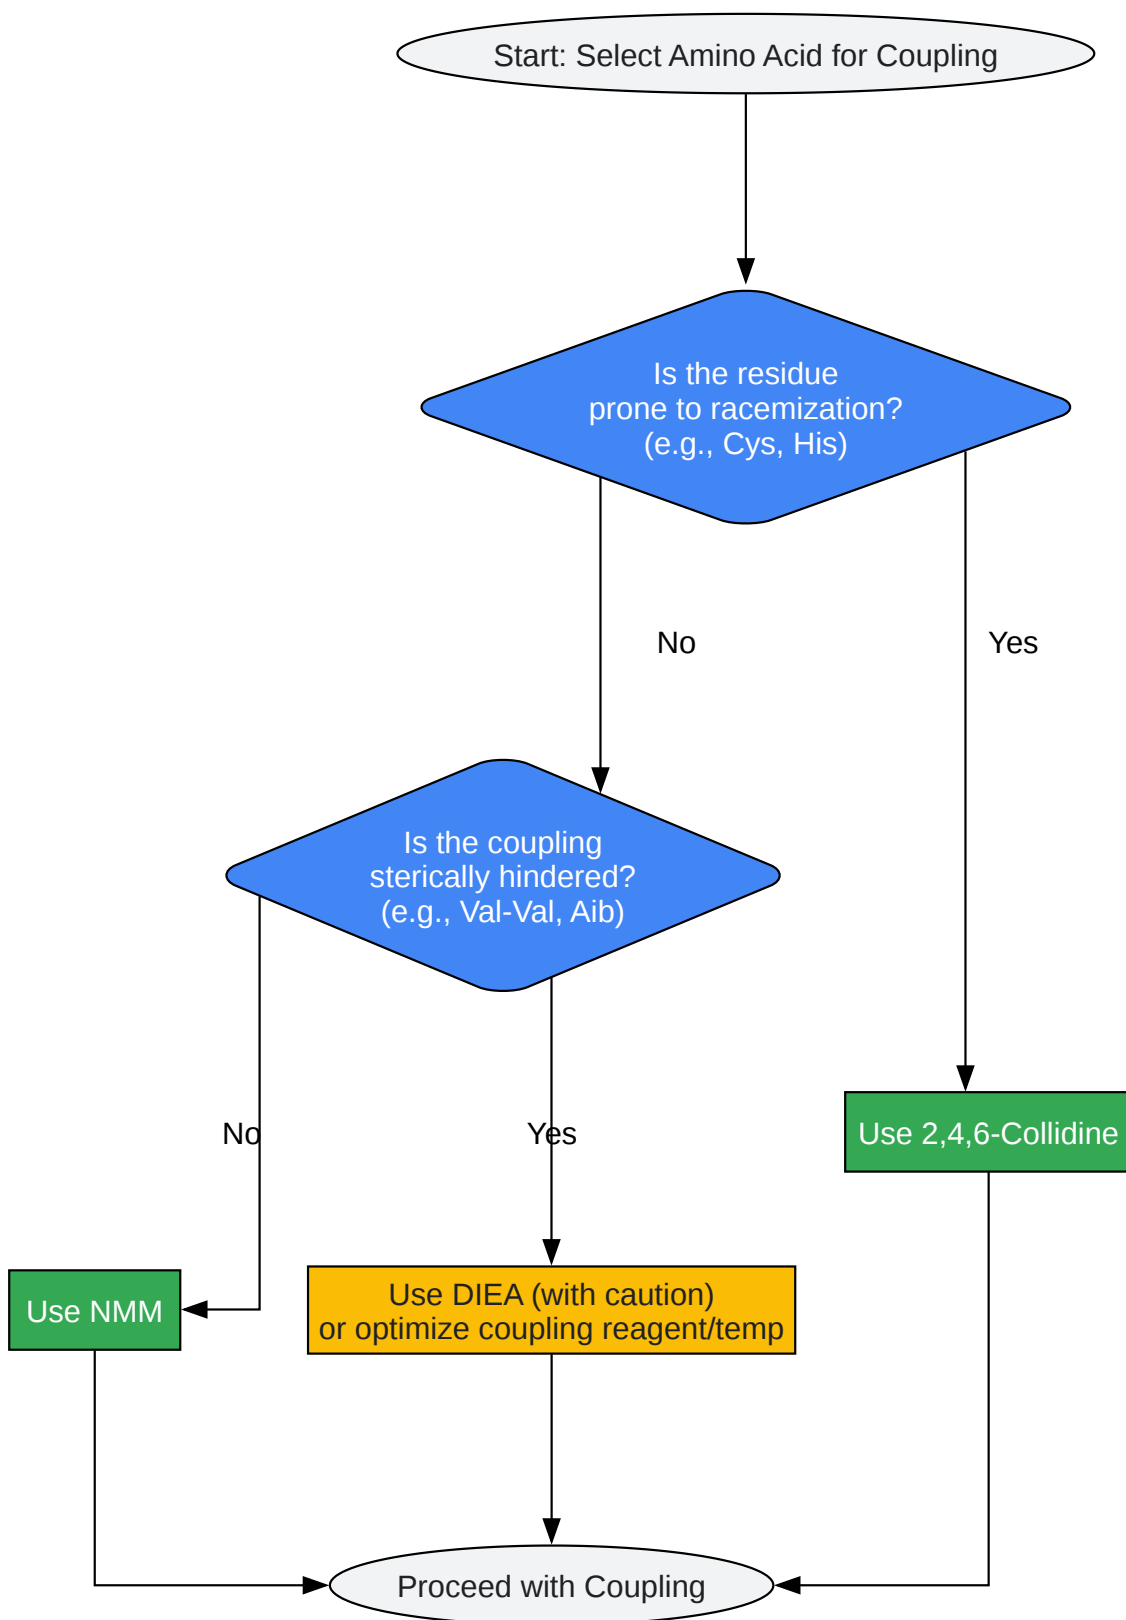 Start: Select Amino Acid for Coupling
Is the residue
prone to racemization?
(e.g., Cys, His)
No
Yes
Is the coupling
sterically hindered?
(e.g., Val-Val, Aib)
No
Yes
Use 2,4,6-Collidine
Use NMM
Use DIEA (with caution)
or optimize coupling reagent/temp
Proceed with Coupling